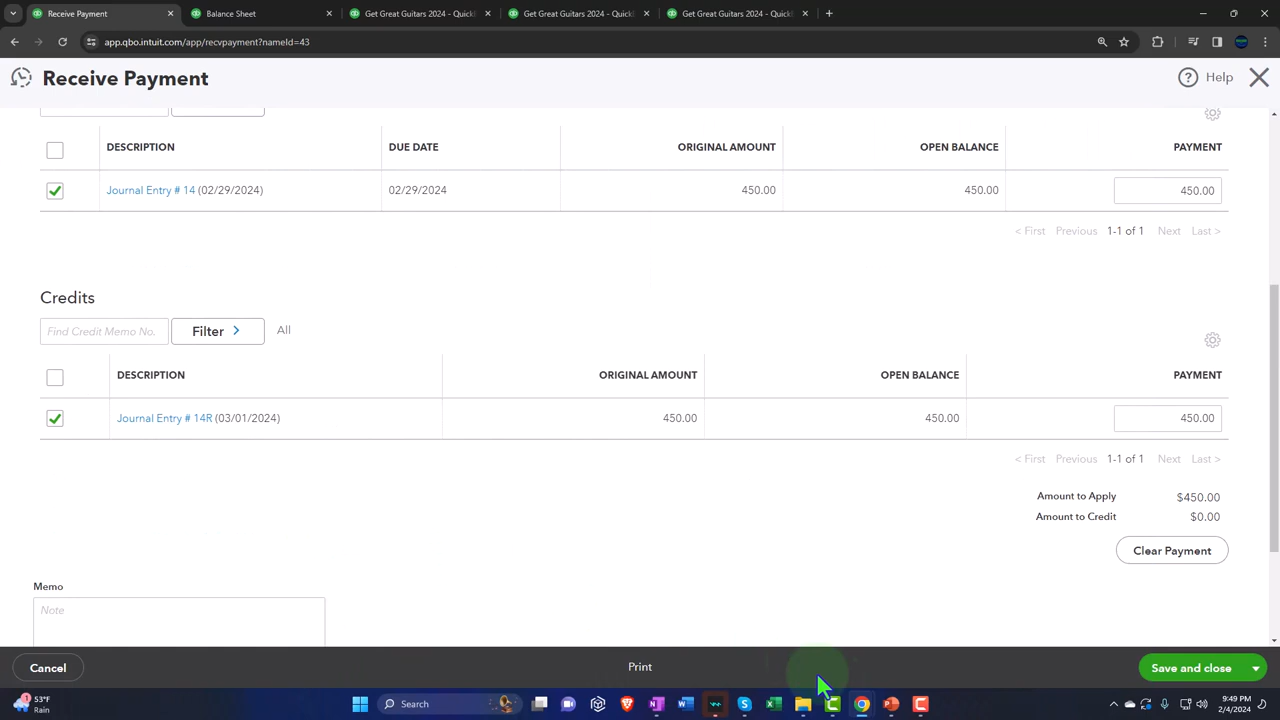 Receive Payment
Balance Sheet
Get Great Guitars 2024 - QuickB
Get Great Guitars 2024 - QuickB
Get Great Guitars 2024 - QuickB
app.qbo.intuit.com/app/recvpayment?nameId=43
Receive Payment
Help
DESCRIPTION DUE DATE ORIGINAL AMOUNT OPEN BALANCE PAYMENT
Journal Entry # 14 (02/29/2024) 02/29/2024 450.00 450.00 450.00
< First Previous 1-1 of 1 Next Last >
Credits
Find Credit Memo No. Filter > All
DESCRIPTION ORIGINAL AMOUNT OPEN BALANCE PAYMENT
Journal Entry # 14R (03/01/2024) 450.00 450.00 450.00
< First Previous 1-1 of 1 Next Last >
Amount to Apply $450.00
Amount to Credit $0.00
Clear Payment
Memo
Note
Cancel Print Save and close
1 53°F
Rain
Search
9:49 PM
2/4/2024